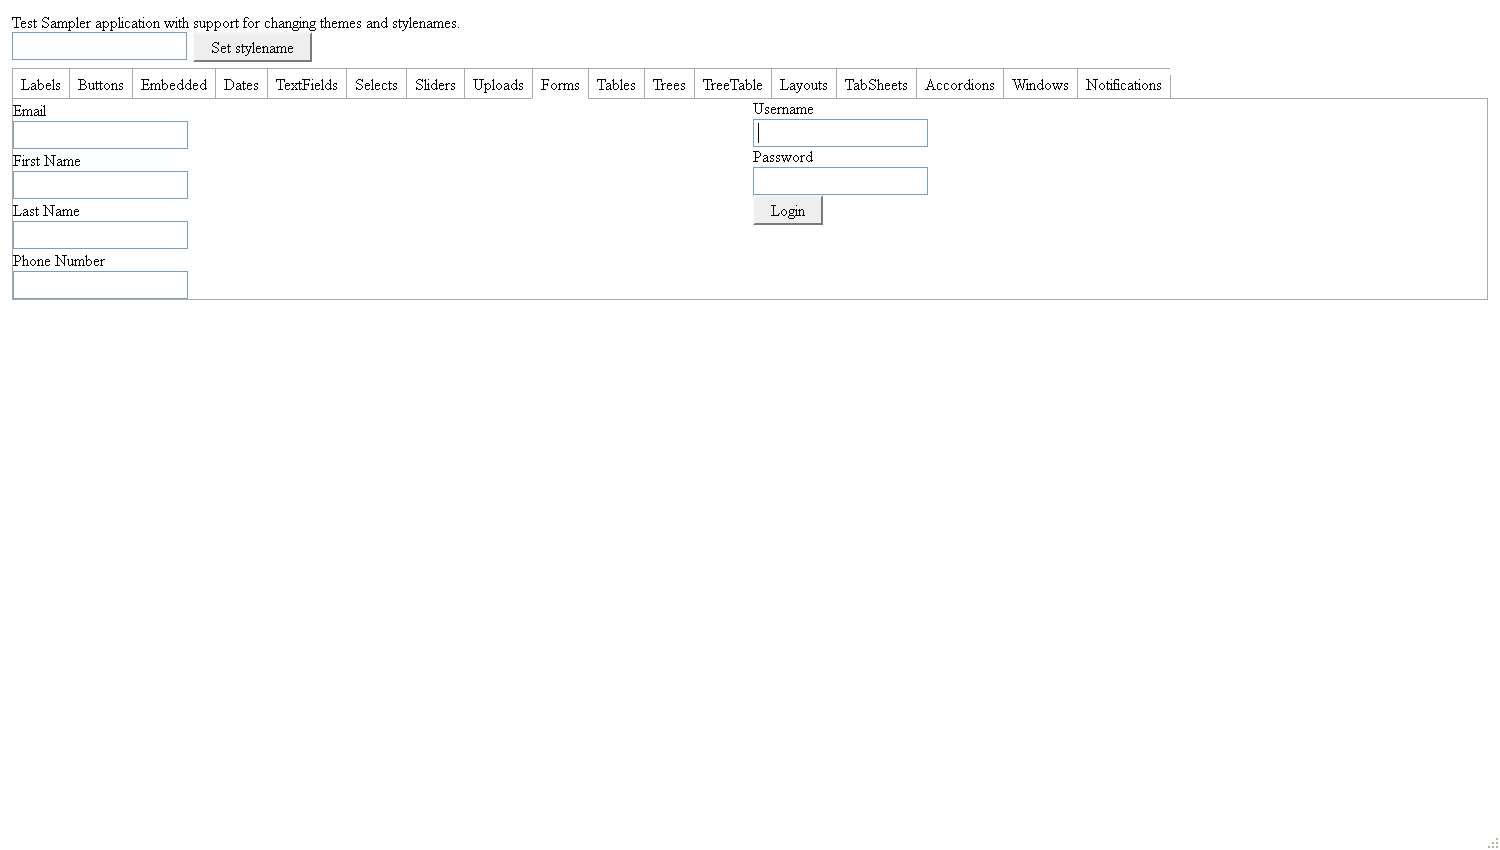 Test Sampler application with support for changing themes and stylenames.
Set stylename
Labels Buttons Embedded Dates TextFields Selects Sliders Uploads Forms Tables Trees TreeTable Layouts TabSheets Accordions Windows Notifications
Email
First Name
Last Name
Phone Number
Username
Password
Login